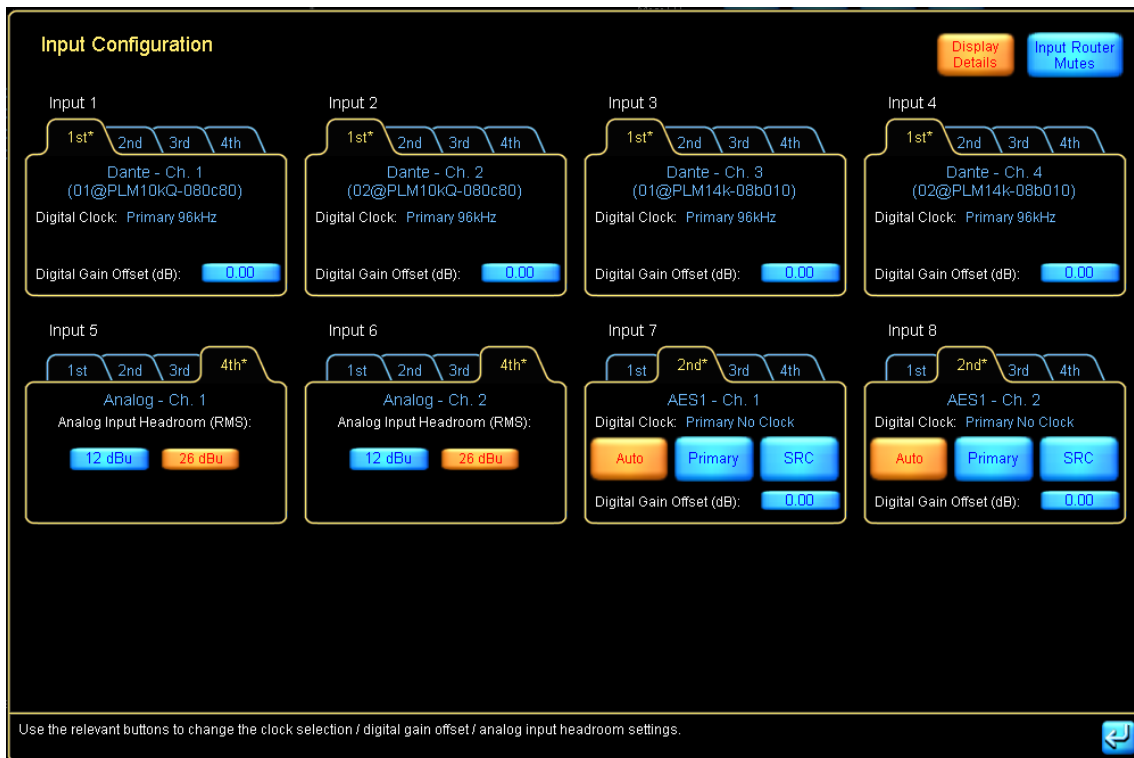 Input Configuration
Display
Details
Input Router
Mutes
Input 1
Input 2
Input 3
Input 4
1st* 2nd 3rd 4th
1st* 2nd 3rd 4th
1st* 2nd 3rd 4th
1st* 2nd 3rd 4th
Dante - Ch. 1
(01@PLM10kQ-080c80)
Digital Clock: Primary 96kHz
Digital Gain Offset (dB): 0.00
Dante - Ch. 2
(02@PLM10kQ-080c80)
Digital Clock: Primary 96kHz
Digital Gain Offset (dB): 0.00
Dante - Ch. 3
(01@PLM14k-08b010)
Digital Clock: Primary 96kHz
Digital Gain Offset (dB): 0.00
Dante - Ch. 4
(02@PLM14k-08b010)
Digital Clock: Primary 96kHz
Digital Gain Offset (dB): 0.00
Input 5
Input 6
Input 7
Input 8
1st 2nd 3rd 4th*
1st 2nd 3rd 4th*
1st 2nd* 3rd 4th
1st 2nd* 3rd 4th
Analog - Ch. 1
Analog Input Headroom (RMS):
12 dBu 26 dBu
Analog - Ch. 2
Analog Input Headroom (RMS):
12 dBu 26 dBu
AES1 - Ch. 1
Digital Clock: Primary No Clock
Auto Primary SRC
Digital Gain Offset (dB): 0.00
AES1 - Ch. 2
Digital Clock: Primary No Clock
Auto Primary SRC
Digital Gain Offset (dB): 0.00
Use the relevant buttons to change the clock selection / digital gain offset / analog input headroom settings.